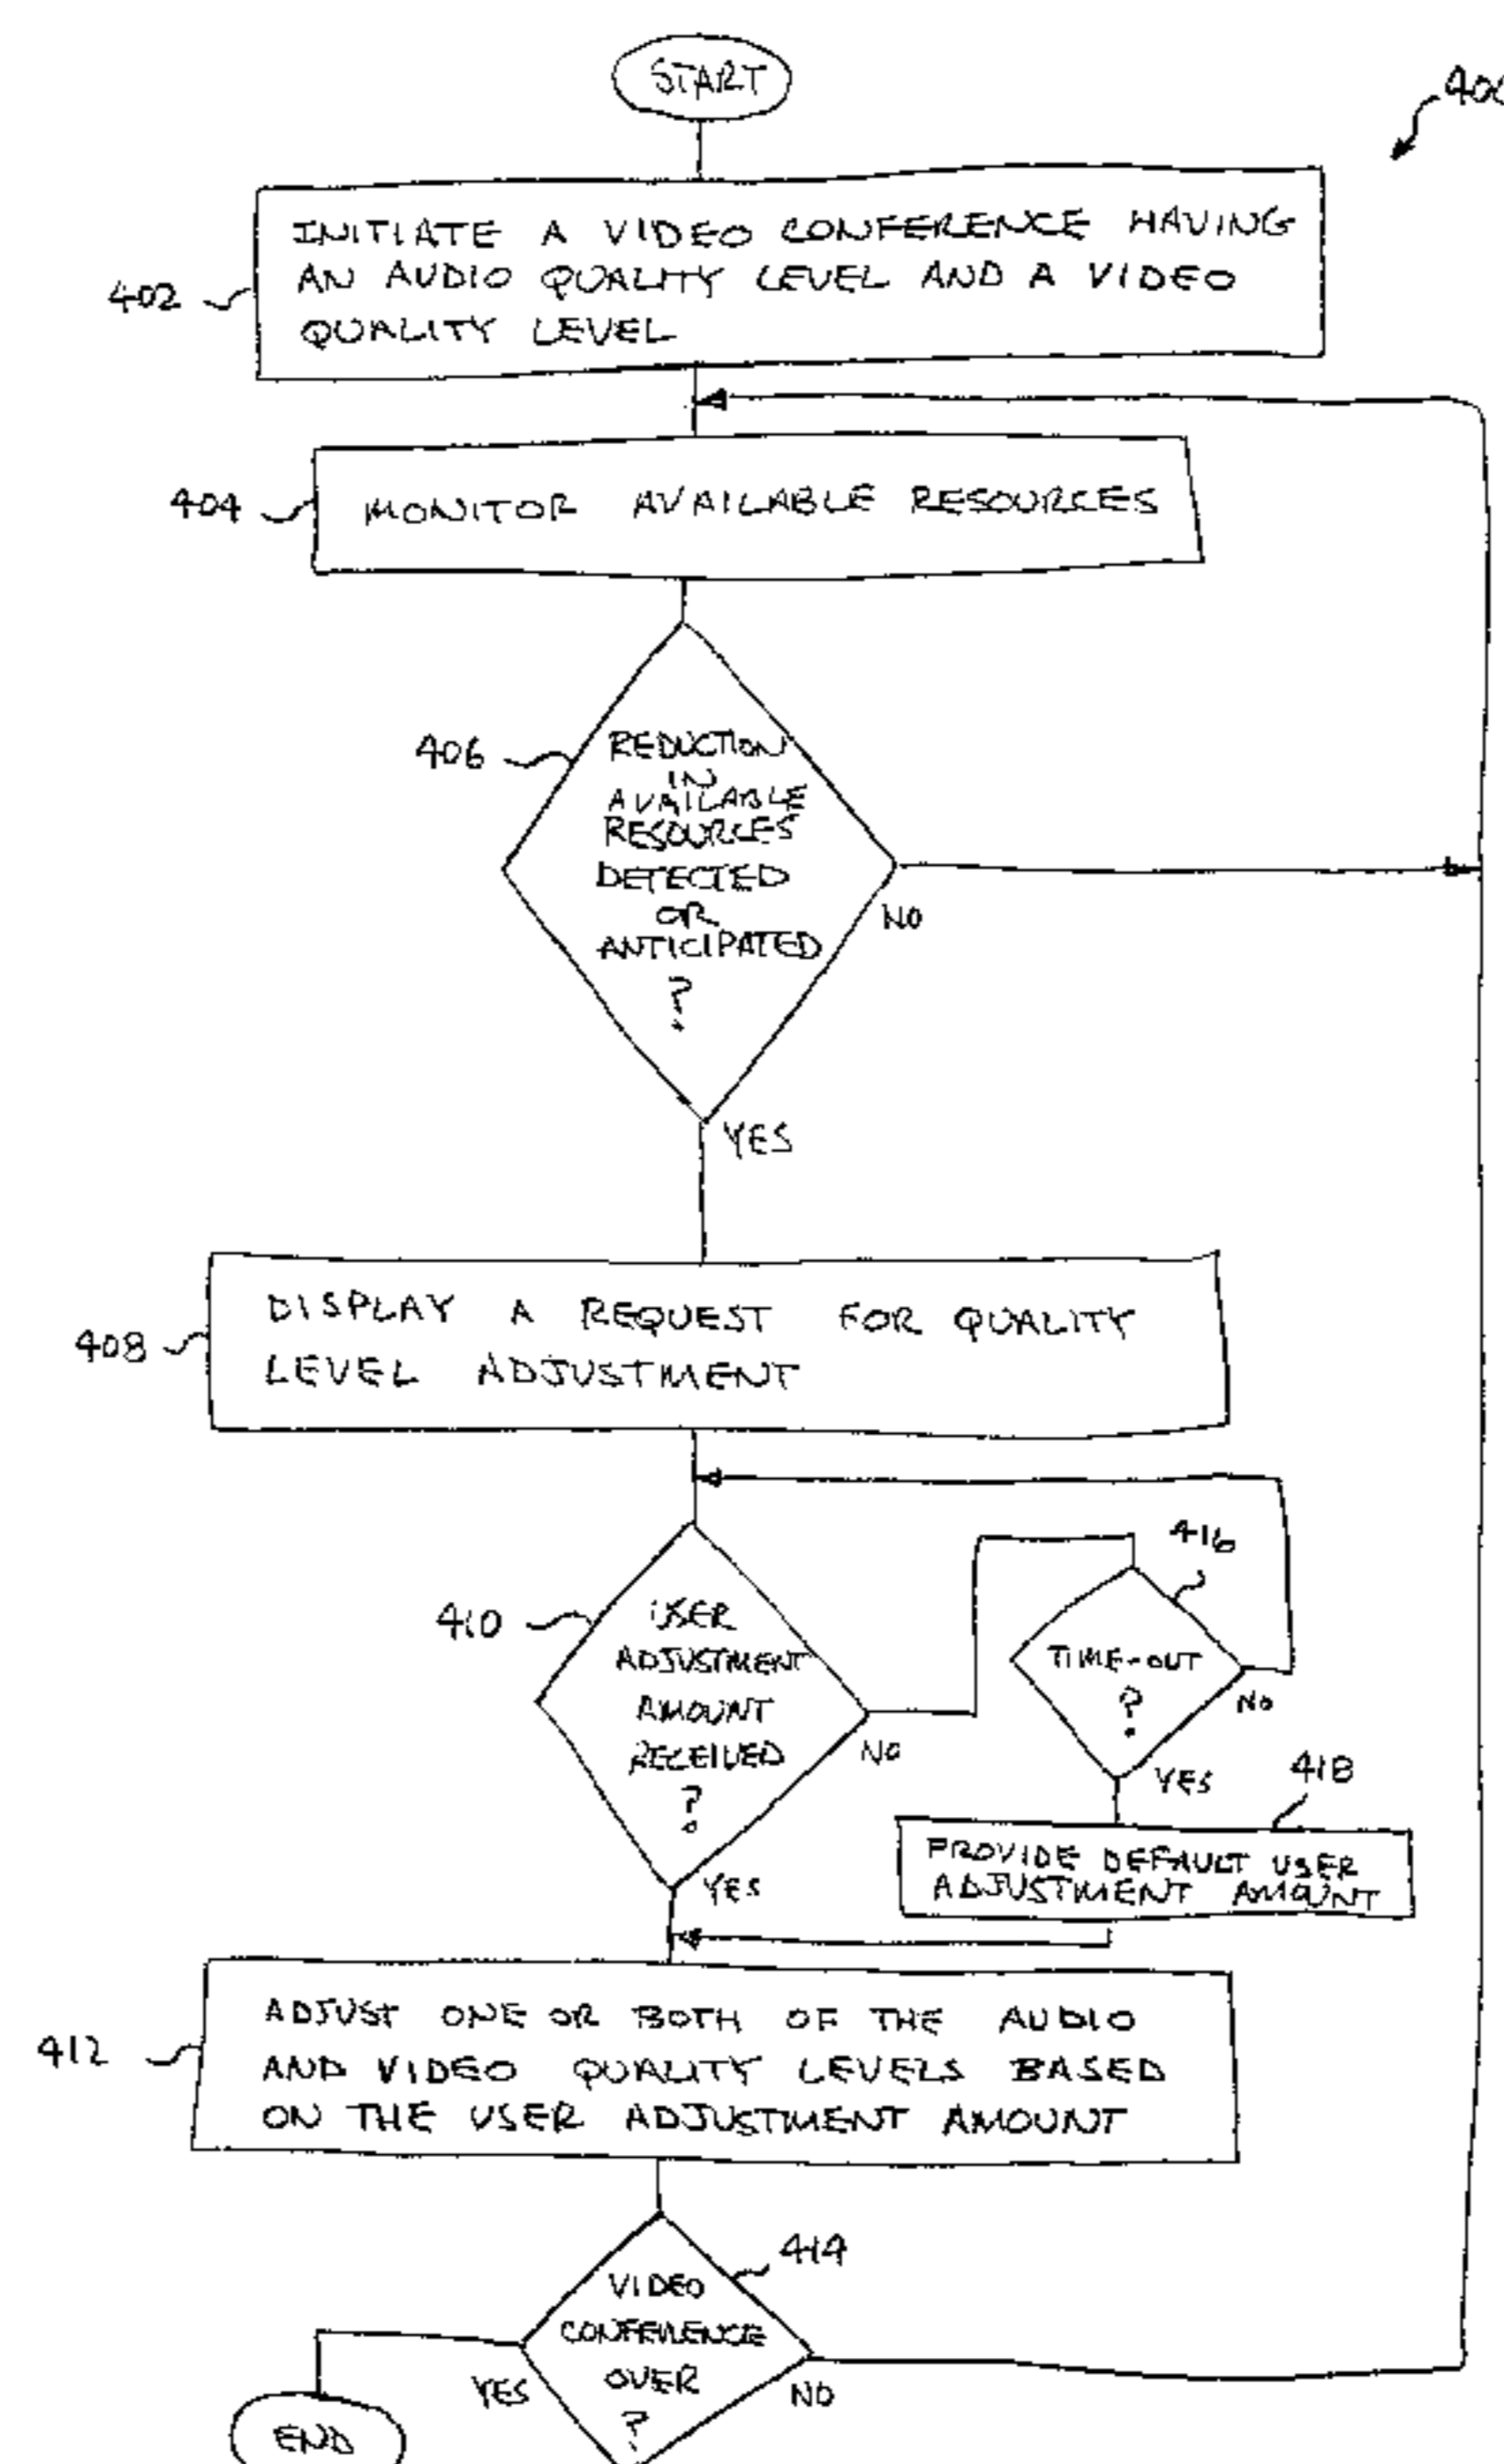 START
400
INITIATE A VIDEO CONFERENCE HAVING
AN AUDIO QUALITY LEVEL AND A VIDEO
QUALITY LEVEL
402
404
MONITOR AVAILABLE RESOURCES
406
REDUCTION
IN
AVAILABLE
RESOURCES
DETECTED
OR
ANTICIPATED
?
NO
YES
408
DISPLAY A REQUEST FOR QUALITY
LEVEL ADJUSTMENT
410
USER
ADJUSTMENT
AMOUNT
RECEIVED
?
NO
YES
416
TIME-OUT
?
NO
YES
418
PROVIDE DEFAULT USER
ADJUSTMENT AMOUNT
412
ADJUST ONE OR BOTH OF THE AUDIO
AND VIDEO QUALITY LEVELS BASED
ON THE USER ADJUSTMENT AMOUNT
414
VIDEO
CONFERENCE
OVER
?
YES
NO
END